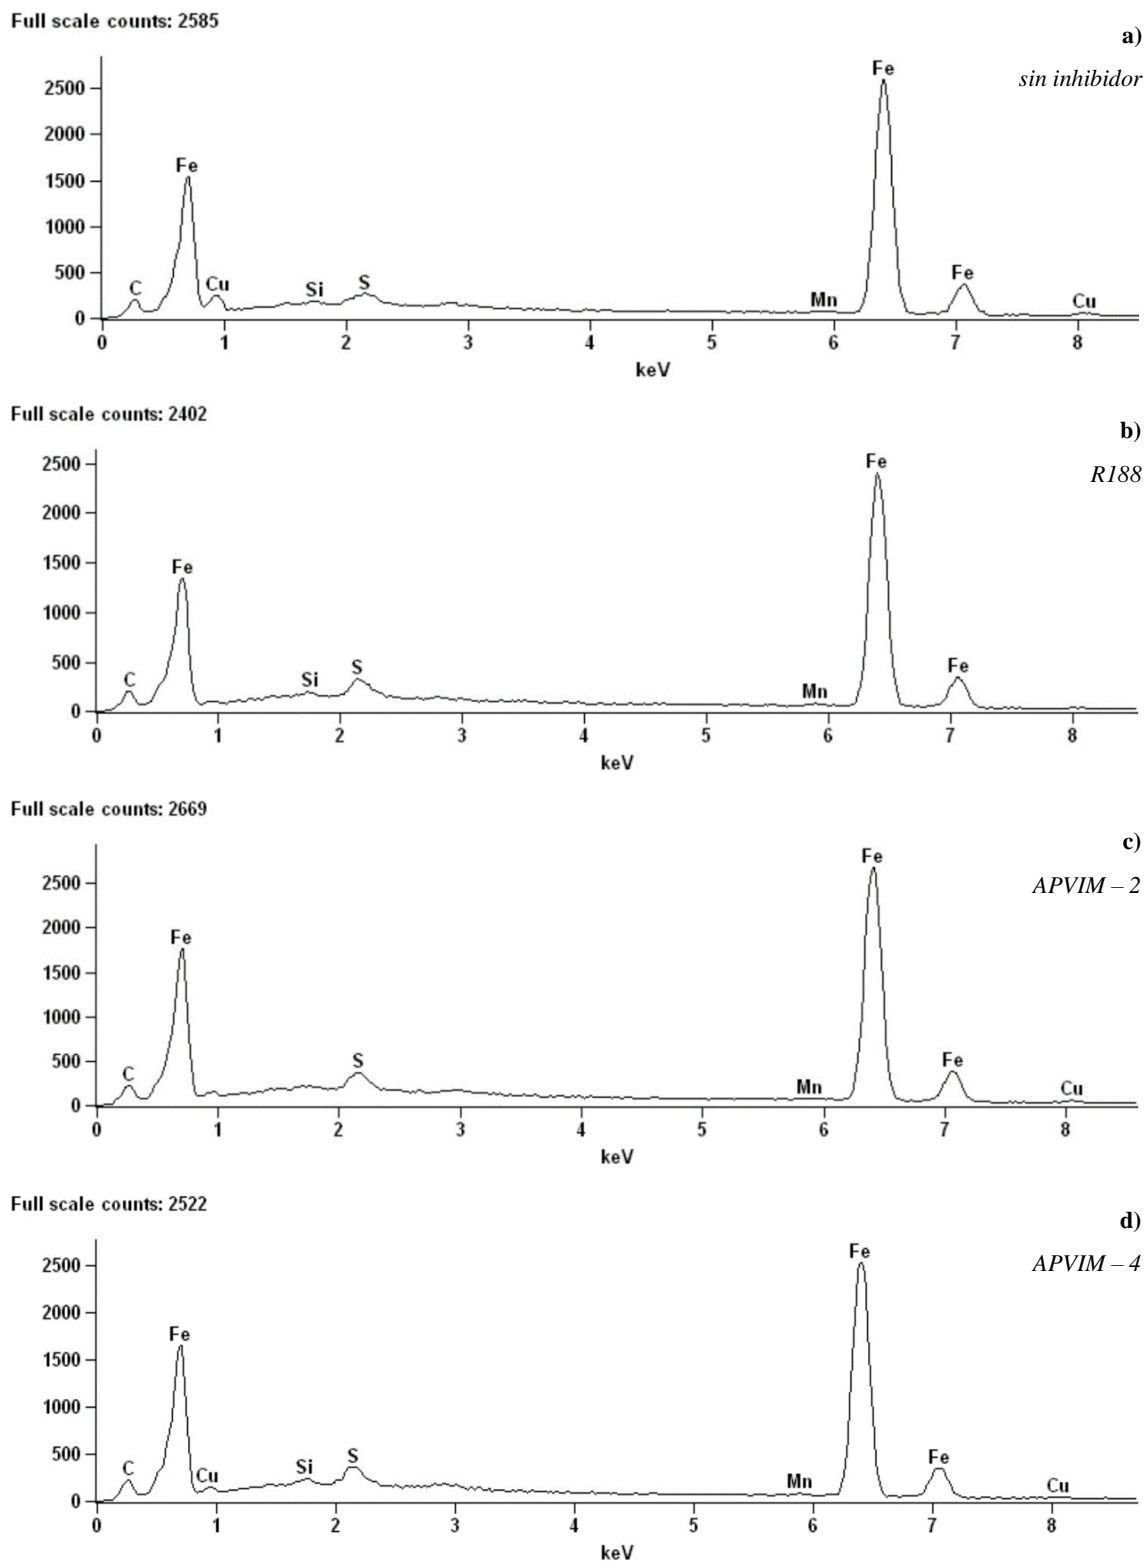 Full scale counts: 2585
a)
sin inhibidor
2500
2000
1500
1000
500
0
Fe
C
Cu
Si
S
Mn
Fe
Fe
Cu
0 1 2 3 4 5 6 7 8
keV
Full scale counts: 2402
b)
R188
2500
2000
1500
1000
500
0
Fe
C
Si
S
Mn
Fe
Fe
0 1 2 3 4 5 6 7 8
keV
Full scale counts: 2669
c)
APVIM – 2
2500
2000
1500
1000
500
0
Fe
C
S
Mn
Fe
Fe
Cu
0 1 2 3 4 5 6 7 8
keV
Full scale counts: 2522
d)
APVIM – 4
2500
2000
1500
1000
500
0
Fe
C
Cu
Si
S
Mn
Fe
Fe
Cu
0 1 2 3 4 5 6 7 8
keV